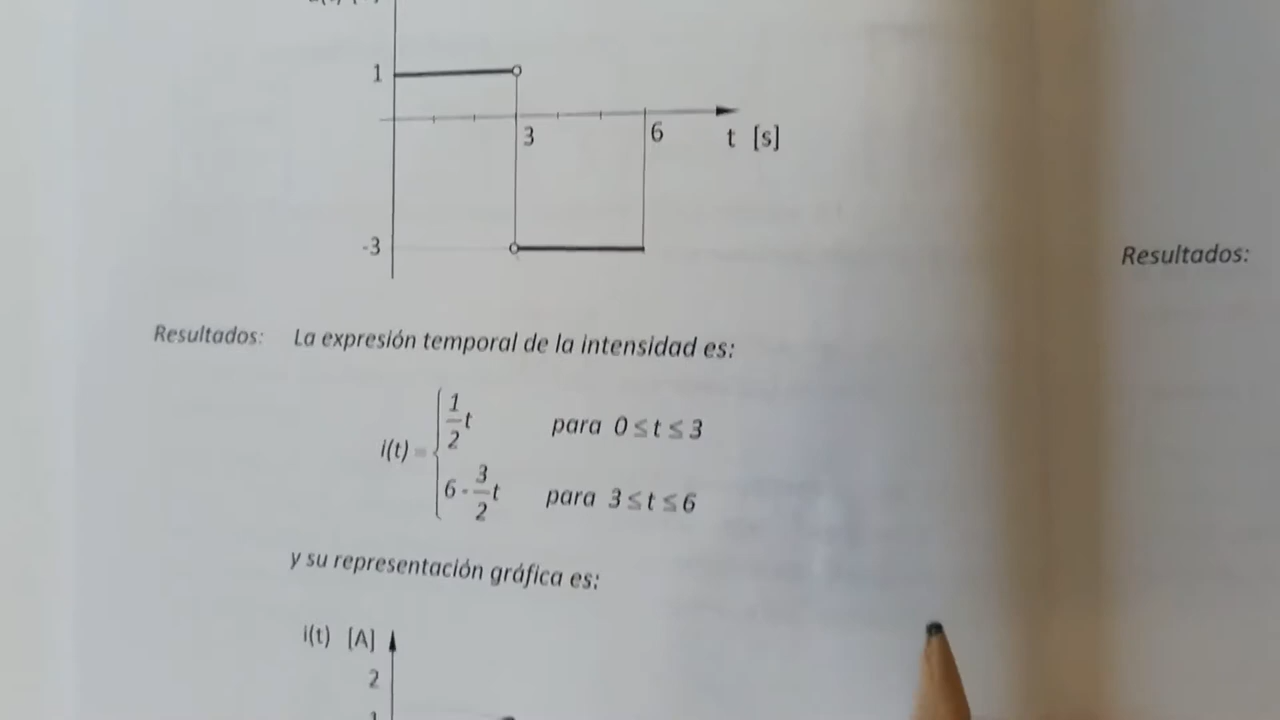 1
3
6
t [s]
-3
Resultados:
Resultados: La expresión temporal de la intensidad es:
i(t) = { 1/2 t para 0 ≤ t ≤ 3
6 - 3/2 t para 3 ≤ t ≤ 6
y su representación gráfica es:
i(t) [A]
2